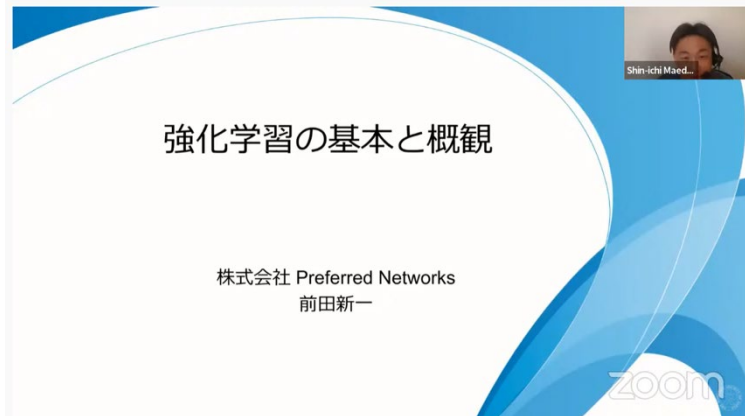 Shin-ichi Maed...
強化学習の基本と概観
株式会社 Preferred Networks
前田新一
zoom